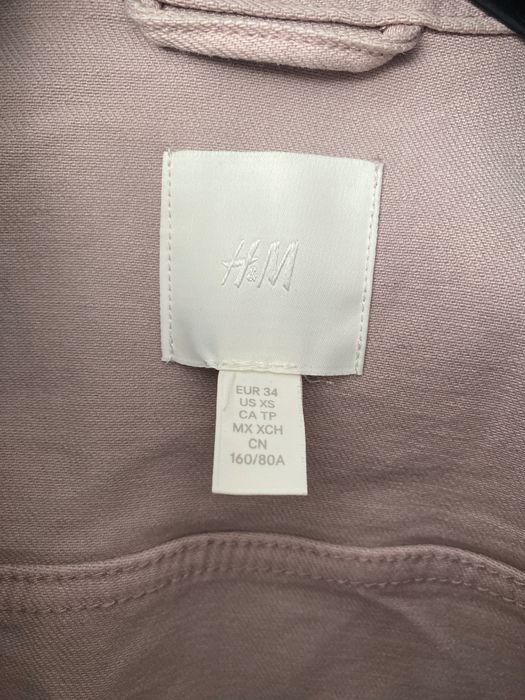 H&M
EUR 34
US XS
CA TP
MX XCH
CN
160/80A